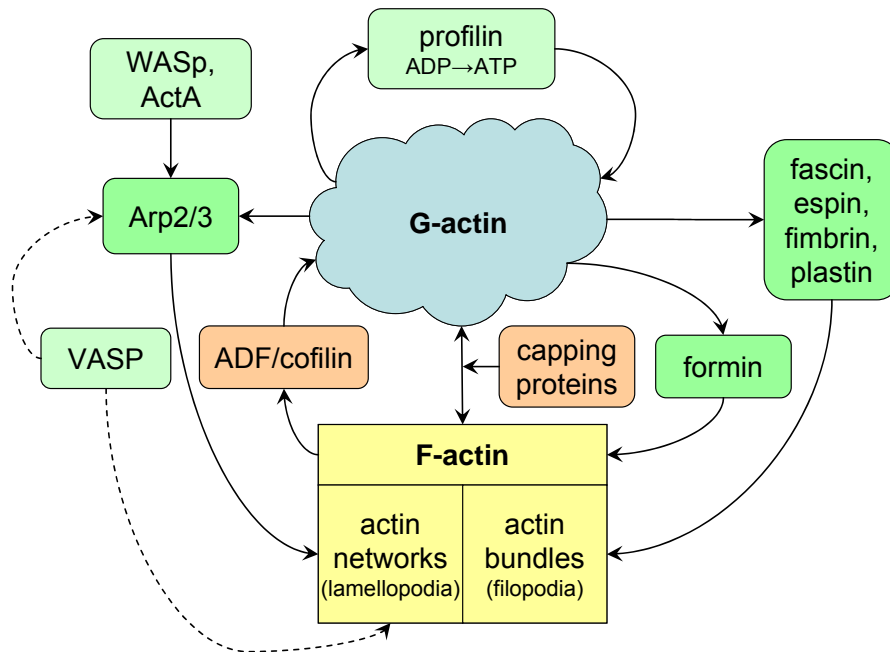 profilin
ADP→ATP
WASp,
ActA
Arp2/3
G-actin
fascin,
espin,
fimbrin,
plastin
VASP
ADF/cofilin
capping
proteins
formin
F-actin
actin
networks
(lamellopodia)
actin
bundles
(filopodia)